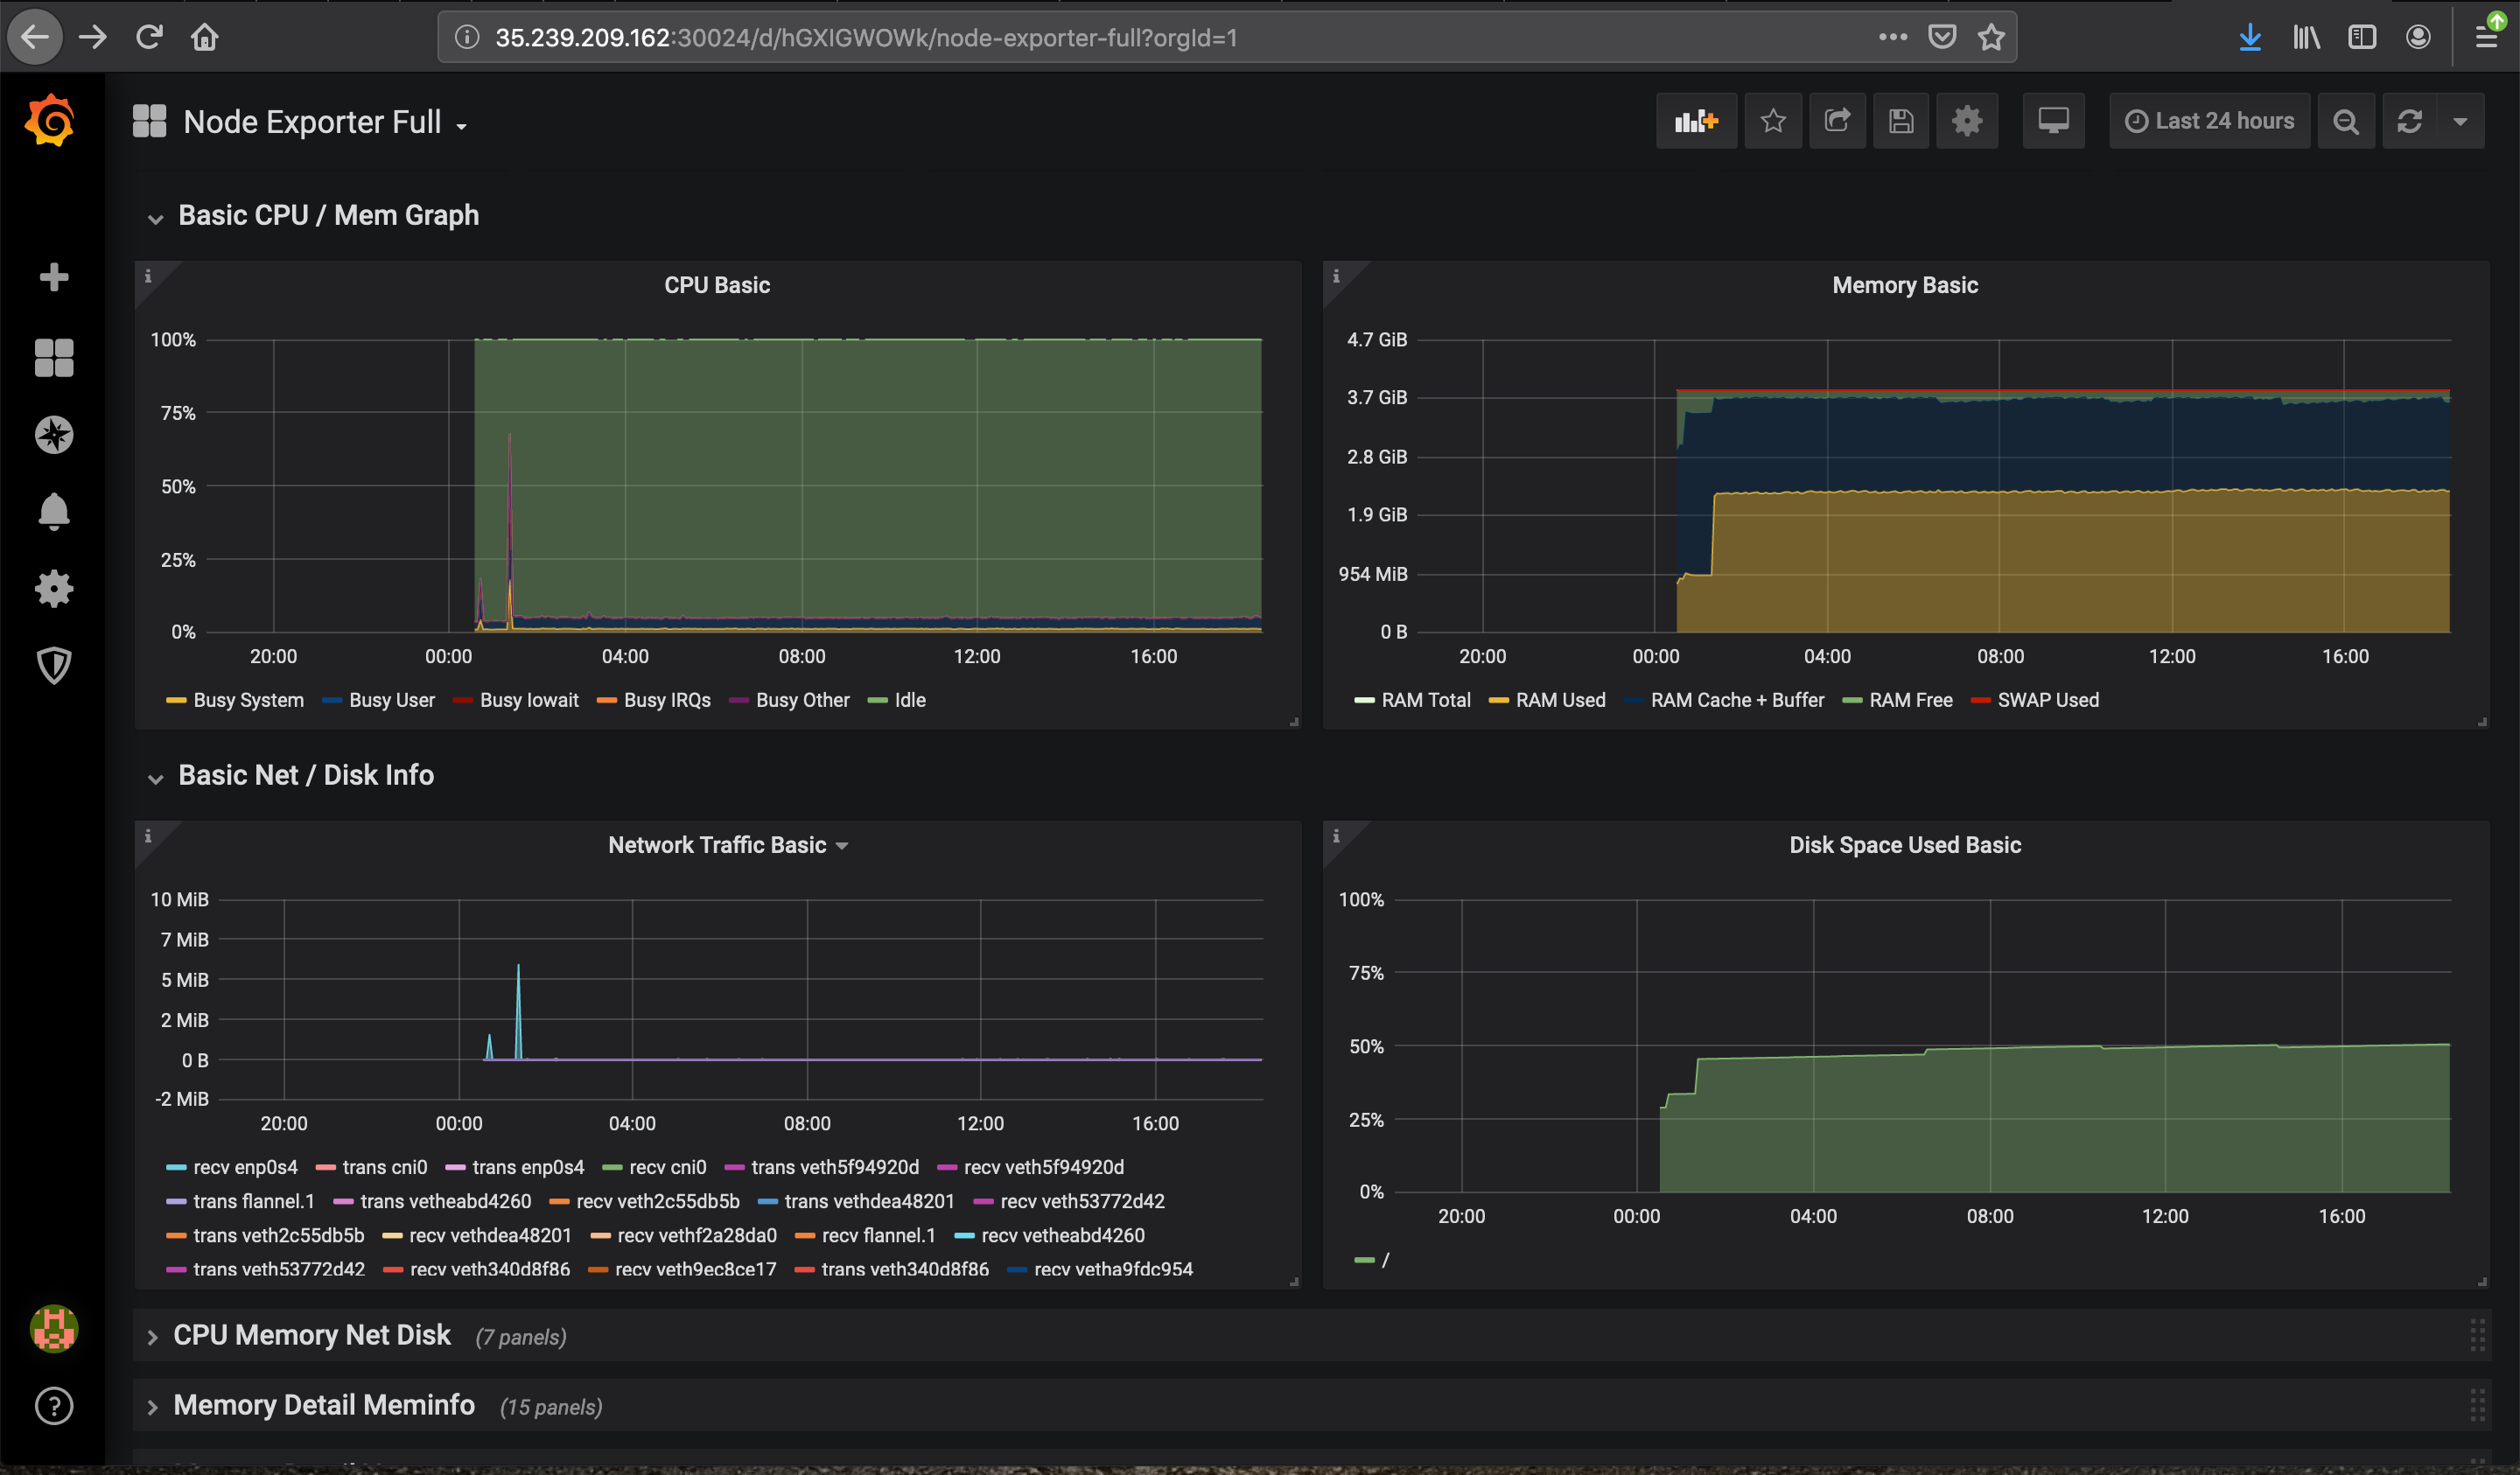 35.239.209.162:30024/d/hGXIGWOWk/node-exporter-full?orgId=1
Node Exporter Full
Last 24 hours
Basic CPU / Mem Graph
CPU Basic
100%
75%
50%
25%
0%
20:00 00:00 04:00 08:00 12:00 16:00
Busy System Busy User Busy Iowait Busy IRQs Busy Other Idle
Memory Basic
4.7 GiB
3.7 GiB
2.8 GiB
1.9 GiB
954 MiB
0 B
20:00 00:00 04:00 08:00 12:00 16:00
RAM Total RAM Used RAM Cache + Buffer RAM Free SWAP Used
Basic Net / Disk Info
Network Traffic Basic
10 MiB
7 MiB
5 MiB
2 MiB
0 B
-2 MiB
20:00 00:00 04:00 08:00 12:00 16:00
recv enp0s4 trans cni0 trans enp0s4 recv cni0 trans veth5f94920d recv veth5f94920d
trans flannel.1 trans vetheabd4260 recv veth2c55db5b trans vethdea48201 recv veth53772d42
trans veth2c55db5b recv vethdea48201 recv vethf2a28da0 recv flannel.1 recv vetheabd4260
trans veth53772d42 recv veth340d8f86 recv veth9ec8ce17 trans veth340d8f86 recv vetha9fdc954
Disk Space Used Basic
100%
75%
50%
25%
0%
20:00 00:00 04:00 08:00 12:00 16:00
/
CPU Memory Net Disk (7 panels)
Memory Detail Meminfo (15 panels)